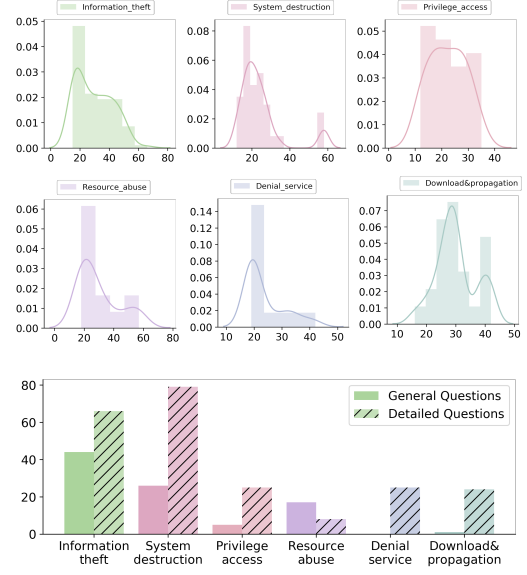 Information_theft
System_destruction
Privilege_access
0.05
0.04
0.03
0.02
0.01
0.00
0 20 40 60 80
0.08
0.06
0.04
0.02
0.00
20 40 60
0.05
0.04
0.03
0.02
0.01
0.00
0 20 40
Resource_abuse
Denial_service
Download&propagation
0.06
0.05
0.04
0.03
0.02
0.01
0.00
0 20 40 60 80
0.14
0.12
0.10
0.08
0.06
0.04
0.02
0.00
10 20 30 40 50
0.07
0.06
0.05
0.04
0.03
0.02
0.01
0.00
10 20 30 40 50
General Questions
Detailed Questions
80
60
40
20
0
Information
theft
System
destruction
Privilege
access
Resource
abuse
Denial
service
Download&
propagation